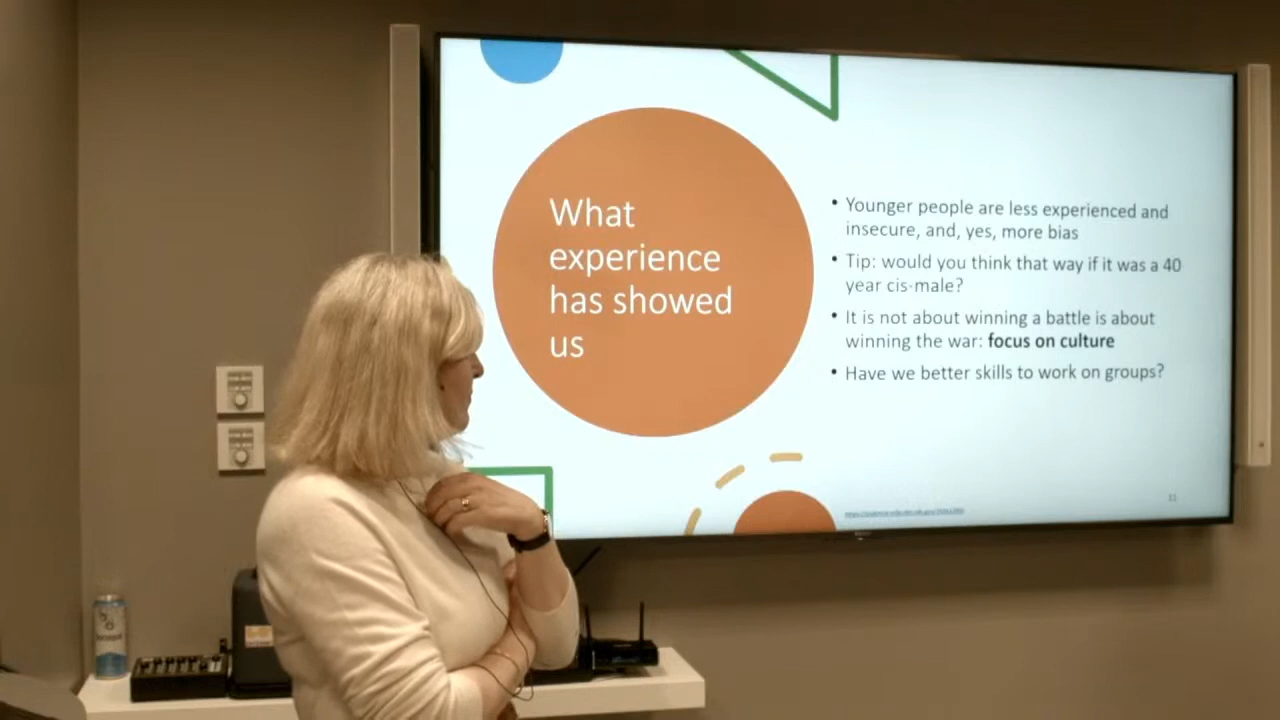 What
experience
has showed
us
• Younger people are less experienced and
insecure, and, yes, more bias
• Tip: would you think that way if it was a 40
year cis-male?
• It is not about winning a battle is about
winning the war: focus on culture
• Have we better skills to work on groups?
11